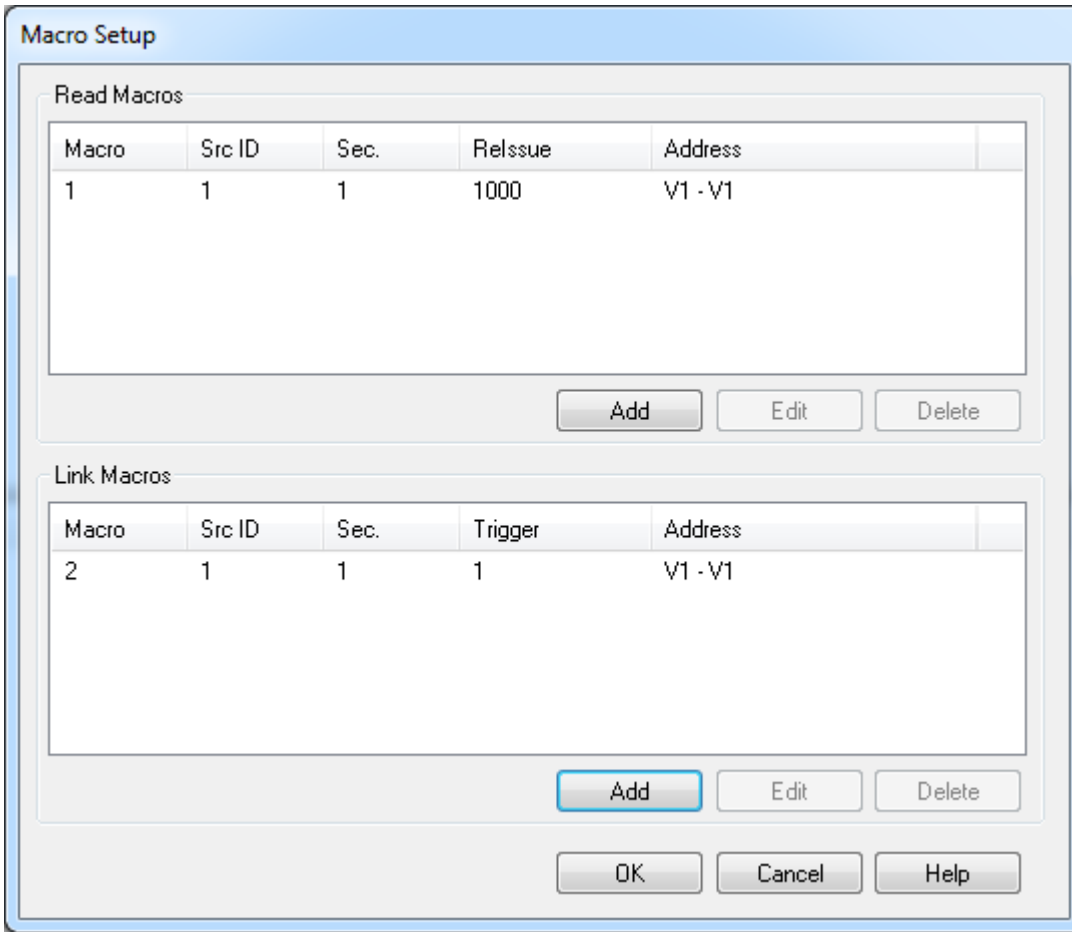 Macro Setup
Read Macros
Macro Src ID Sec. ReIssue Address
1 1 1 1000 V1 - V1
Add Edit Delete
Link Macros
Macro Src ID Sec. Trigger Address
2 1 1 1 V1 - V1
Add Edit Delete
OK Cancel Help